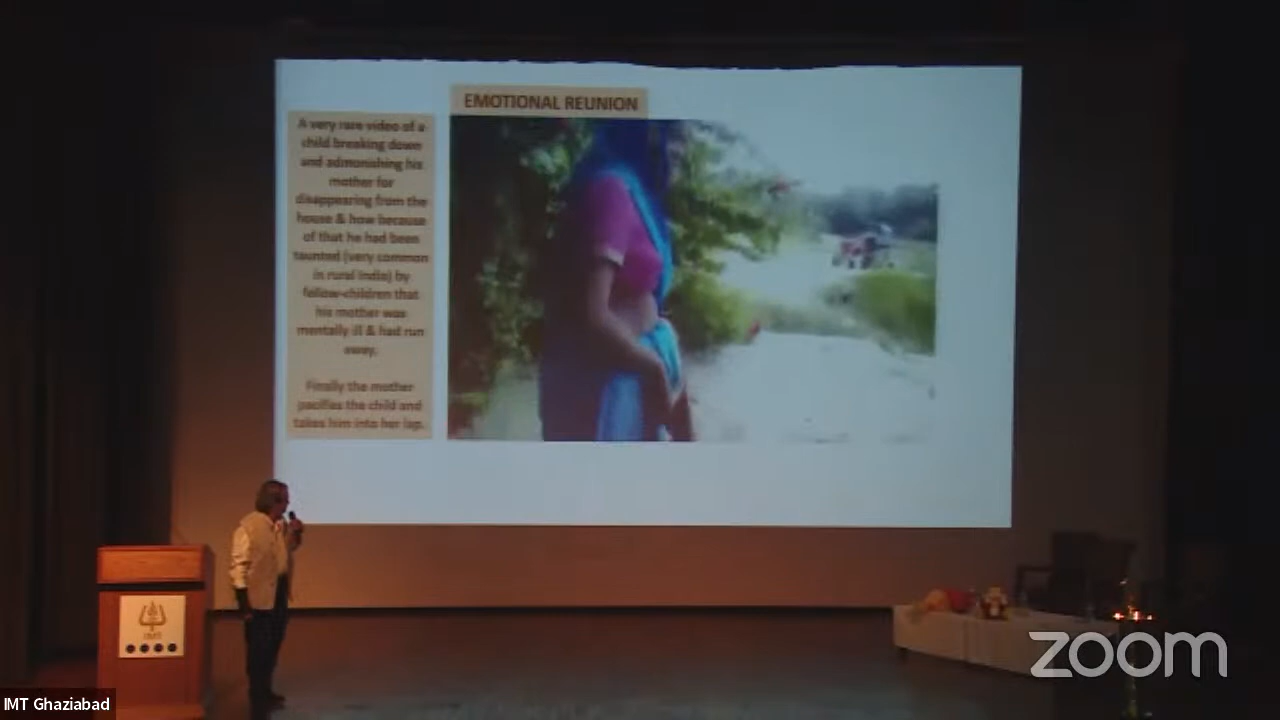 EMOTIONAL REUNION
A very rare video of a
child breaking down
and admonishing his
mother for
disappearing from the
house & how because
of that he had been
taunted (very common
in rural India) by
fellow-children that
his mother was
mentally ill & had run
away.
Finally the mother
pacifies the child and
takes him into her lap.
IMT
zoom
IMT Ghaziabad